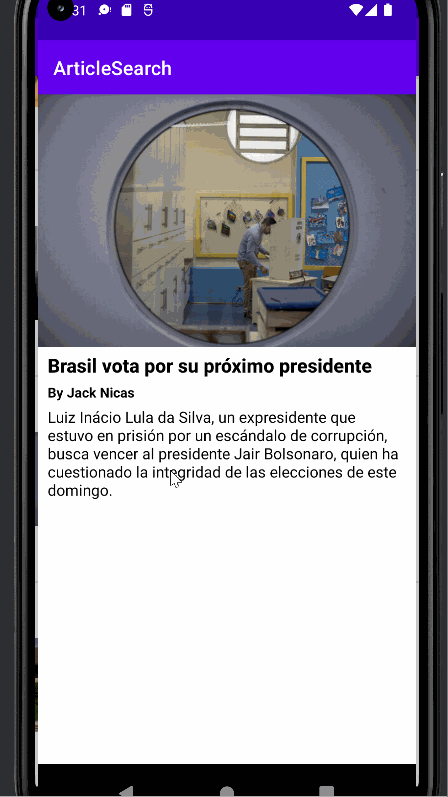 31
ArticleSearch
Brasil vota por su próximo presidente
By Jack Nicas
Luiz Inácio Lula da Silva, un expresidente que
estuvo en prisión por un escándalo de corrupción,
busca vencer al presidente Jair Bolsonaro, quien ha
cuestionado la integridad de las elecciones de este
domingo.